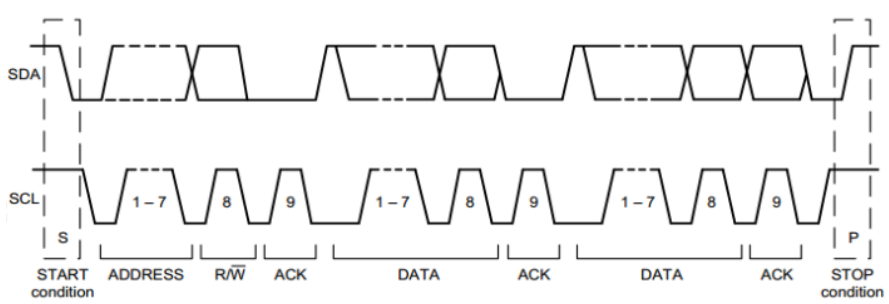 SDA
SCL
1 – 7 8 9 1 – 7 8 9 1 – 7 8 9
S P
START condition ADDRESS R/W̅ ACK DATA ACK DATA ACK STOP condition